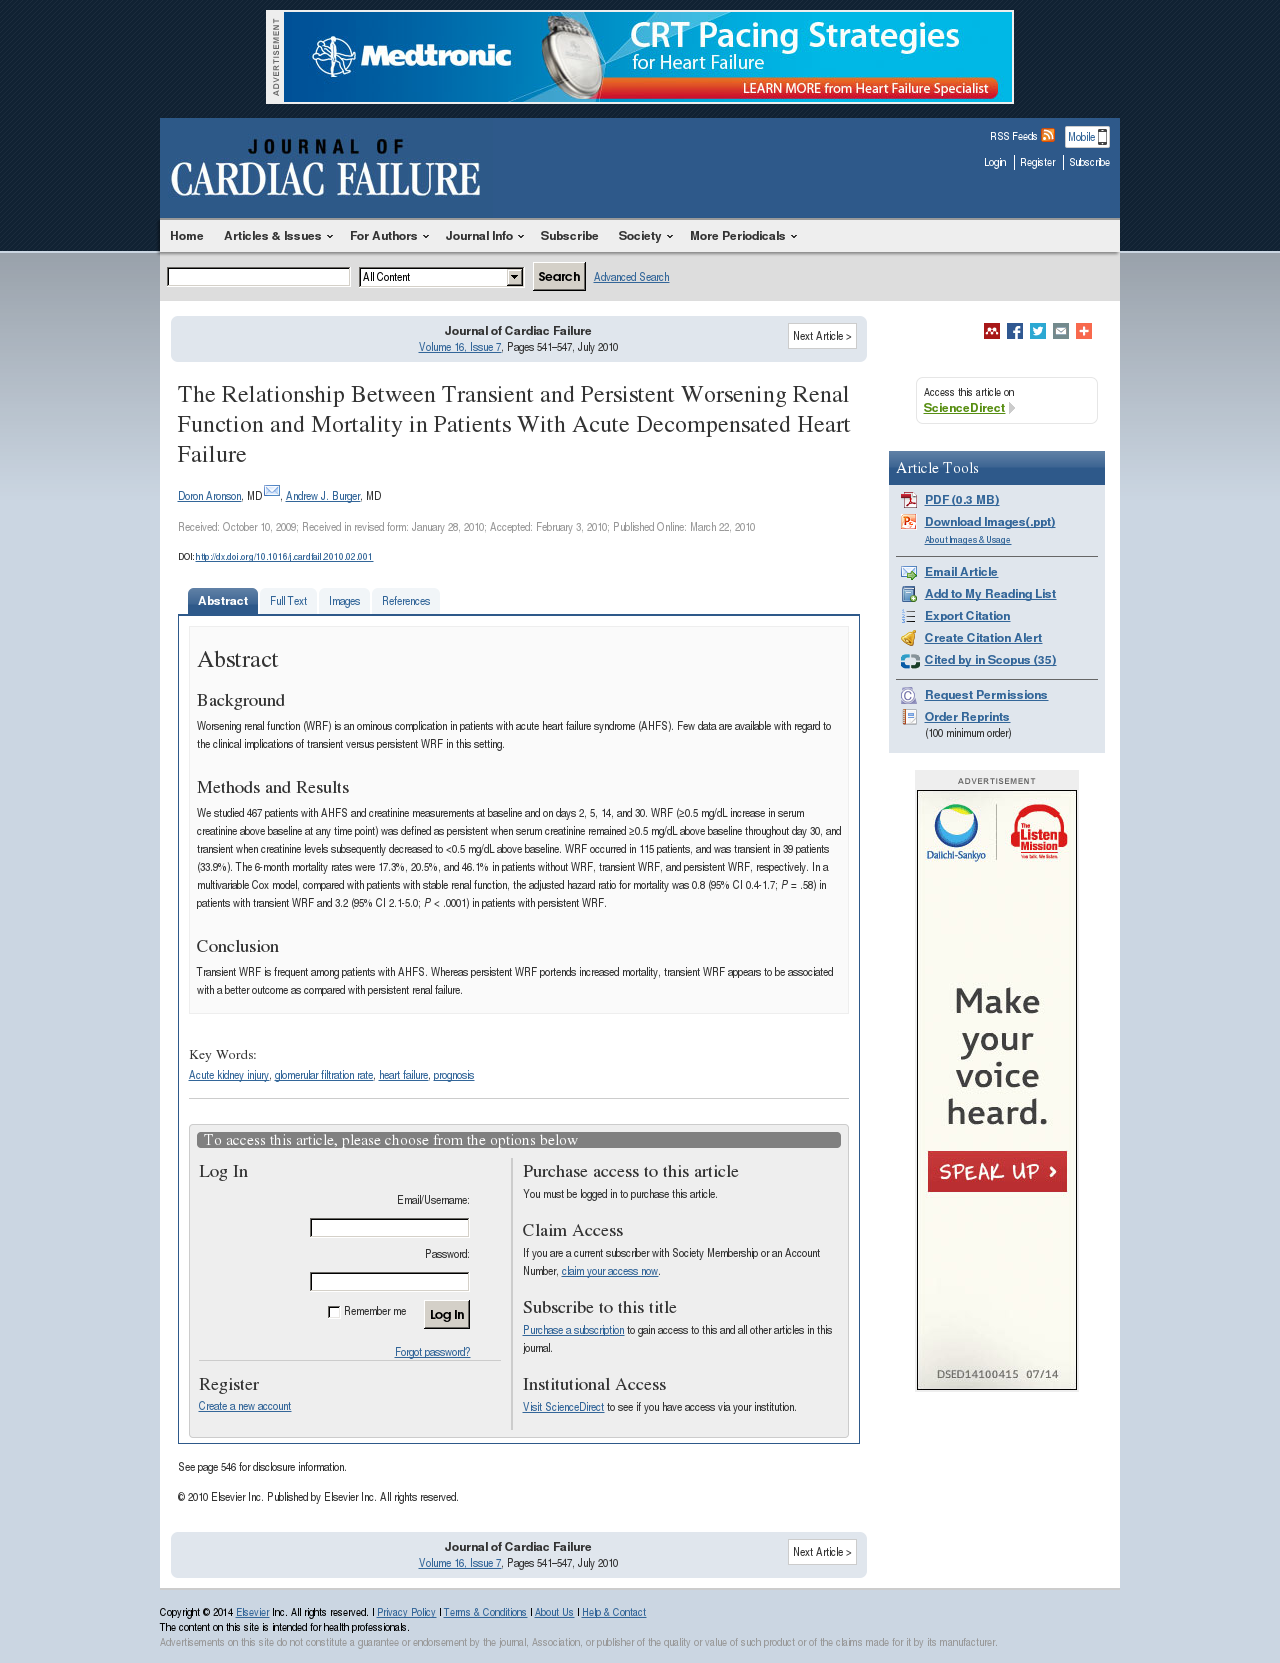 ADVERTISEMENT
Medtronic
CRT Pacing Strategies
for Heart Failure
LEARN MORE from Heart Failure Specialist
JOURNAL OF
CARDIAC FAILURE
RSS Feeds
Mobile
Login
Register
Subscribe
Home
Articles & Issues
For Authors
Journal Info
Subscribe
Society
More Periodicals
All Content
Search
Advanced Search
Journal of Cardiac Failure
Volume 16, Issue 7, Pages 541–547, July 2010
Next Article >
The Relationship Between Transient and Persistent Worsening Renal
Function and Mortality in Patients With Acute Decompensated Heart
Failure
Doron Aronson, MD, Andrew J. Burger, MD
Received: October 10, 2009; Received in revised form: January 28, 2010; Accepted: February 3, 2010; Published Online: March 22, 2010
DOI: http://dx.doi.org/10.1016/j.cardfail.2010.02.001
Abstract
Full Text
Images
References
Abstract
Background
Worsening renal function (WRF) is an ominous complication in patients with acute heart failure syndrome (AHFS). Few data are available with regard to
the clinical implications of transient versus persistent WRF in this setting.
Methods and Results
We studied 467 patients with AHFS and creatinine measurements at baseline and on days 2, 5, 14, and 30. WRF (≥0.5 mg/dL increase in serum
creatinine above baseline at any time point) was defined as persistent when serum creatinine remained ≥0.5 mg/dL above baseline throughout day 30, and
transient when creatinine levels subsequently decreased to <0.5 mg/dL above baseline. WRF occurred in 115 patients, and was transient in 39 patients
(33.9%). The 6-month mortality rates were 17.3%, 20.5%, and 46.1% in patients without WRF, transient WRF, and persistent WRF, respectively. In a
multivariable Cox model, compared with patients with stable renal function, the adjusted hazard ratio for mortality was 0.8 (95% CI 0.4-1.7; P = .58) in
patients with transient WRF and 3.2 (95% CI 2.1-5.0; P < .0001) in patients with persistent WRF.
Conclusion
Transient WRF is frequent among patients with AHFS. Whereas persistent WRF portends increased mortality, transient WRF appears to be associated
with a better outcome as compared with persistent renal failure.
Key Words:
Acute kidney injury, glomerular filtration rate, heart failure, prognosis
To access this article, please choose from the options below
Log In
Email/Username:
Password:
Remember me
Log In
Forgot password?
Register
Create a new account
Purchase access to this article
You must be logged in to purchase this article.
Claim Access
If you are a current subscriber with Society Membership or an Account
Number, claim your access now.
Subscribe to this title
Purchase a subscription to gain access to this and all other articles in this
journal.
Institutional Access
Visit ScienceDirect to see if you have access via your institution.
See page 546 for disclosure information.
© 2010 Elsevier Inc. Published by Elsevier Inc. All rights reserved.
Journal of Cardiac Failure
Volume 16, Issue 7, Pages 541–547, July 2010
Next Article >
Access this article on
ScienceDirect
Article Tools
PDF (0.3 MB)
Download Images(.ppt)
About Images & Usage
Email Article
Add to My Reading List
Export Citation
Create Citation Alert
Cited by in Scopus (35)
Request Permissions
Order Reprints
(100 minimum order)
ADVERTISEMENT
Daiichi-Sankyo
The Listen Mission
You Talk. We Listen.
Make
your
voice
heard.
SPEAK UP >
DSED14100415 07/14
Copyright © 2014 Elsevier Inc. All rights reserved. | Privacy Policy | Terms & Conditions | About Us | Help & Contact
The content on this site is intended for health professionals.
Advertisements on this site do not constitute a guarantee or endorsement by the journal, Association, or publisher of the quality or value of such product or of the claims made for it by its manufacturer.